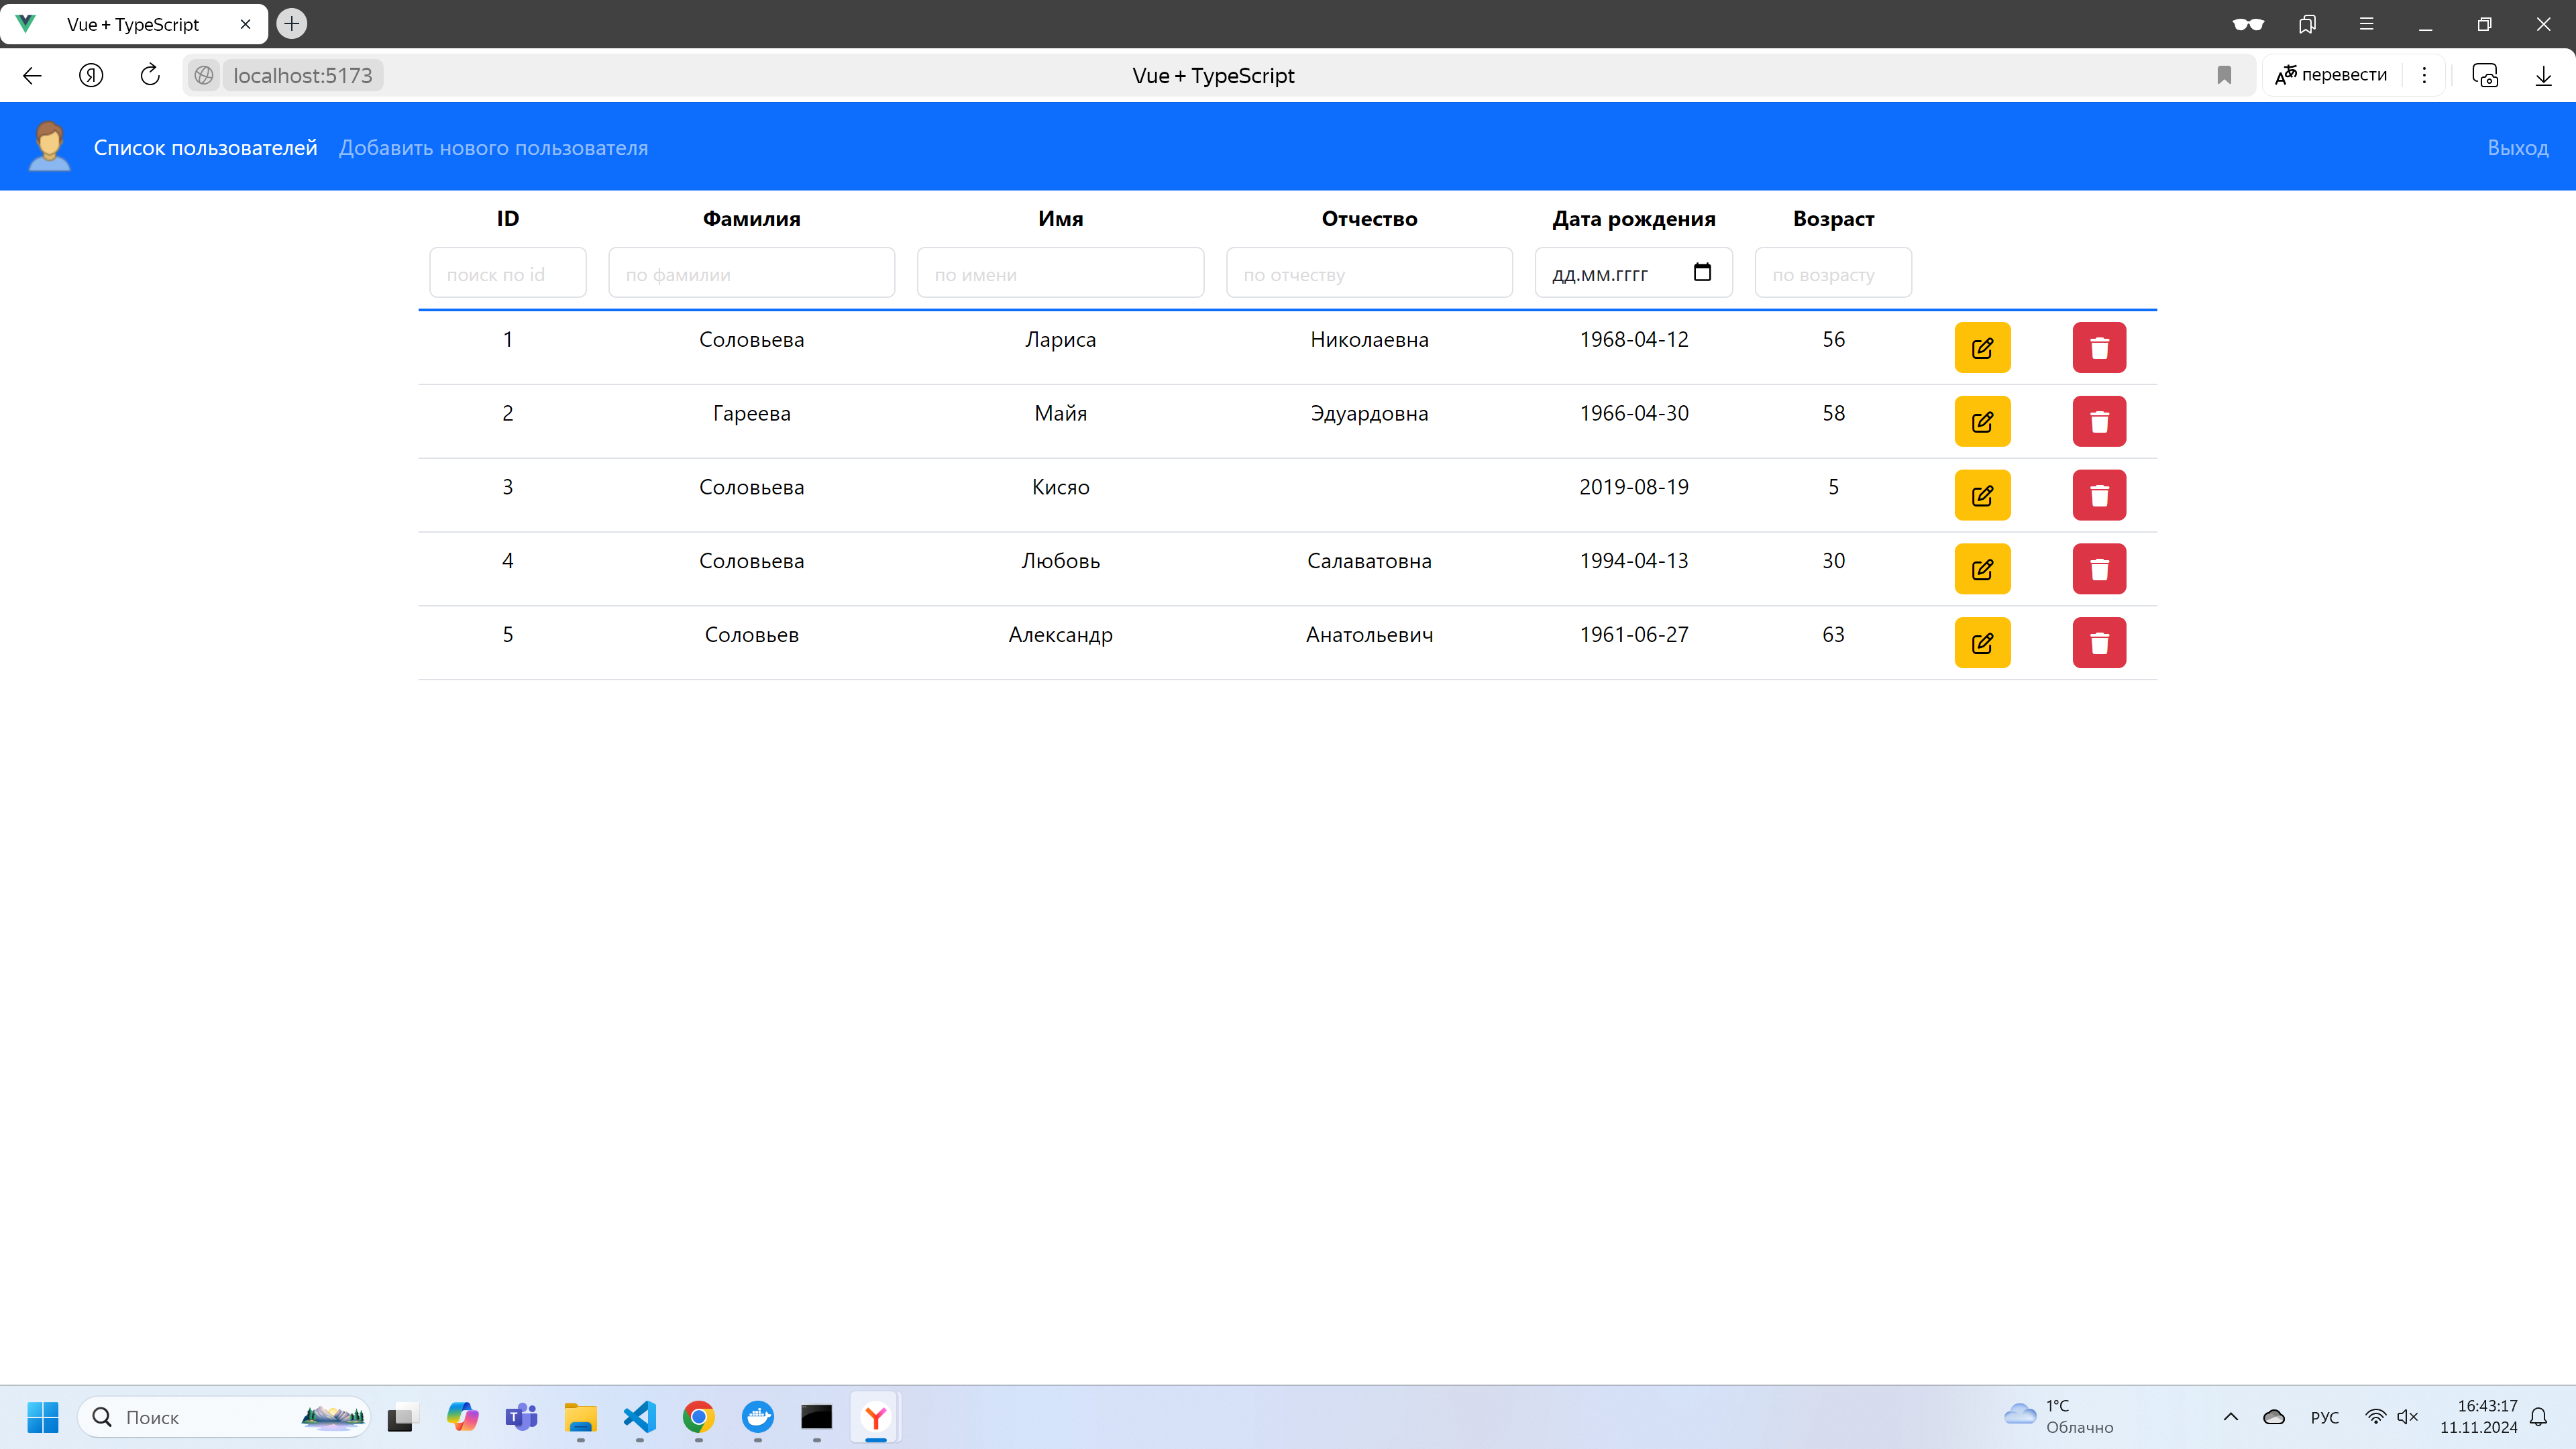 Vue + TypeScript
localhost:5173
Vue + TypeScript
перевести
Список пользователей Добавить нового пользователя Выход
ID Фамилия Имя Отчество Дата рождения Возраст
поиск по id по фамилии по имени по отчеству дд.мм.гггг по возрасту
1 Соловьева Лариса Николаевна 1968-04-12 56
2 Гареева Майя Эдуардовна 1966-04-30 58
3 Соловьева Кисяо 2019-08-19 5
4 Соловьева Любовь Салаватовна 1994-04-13 30
5 Соловьев Александр Анатольевич 1961-06-27 63
Поиск
1°C
Облачно
РУС
16:43:17
11.11.2024